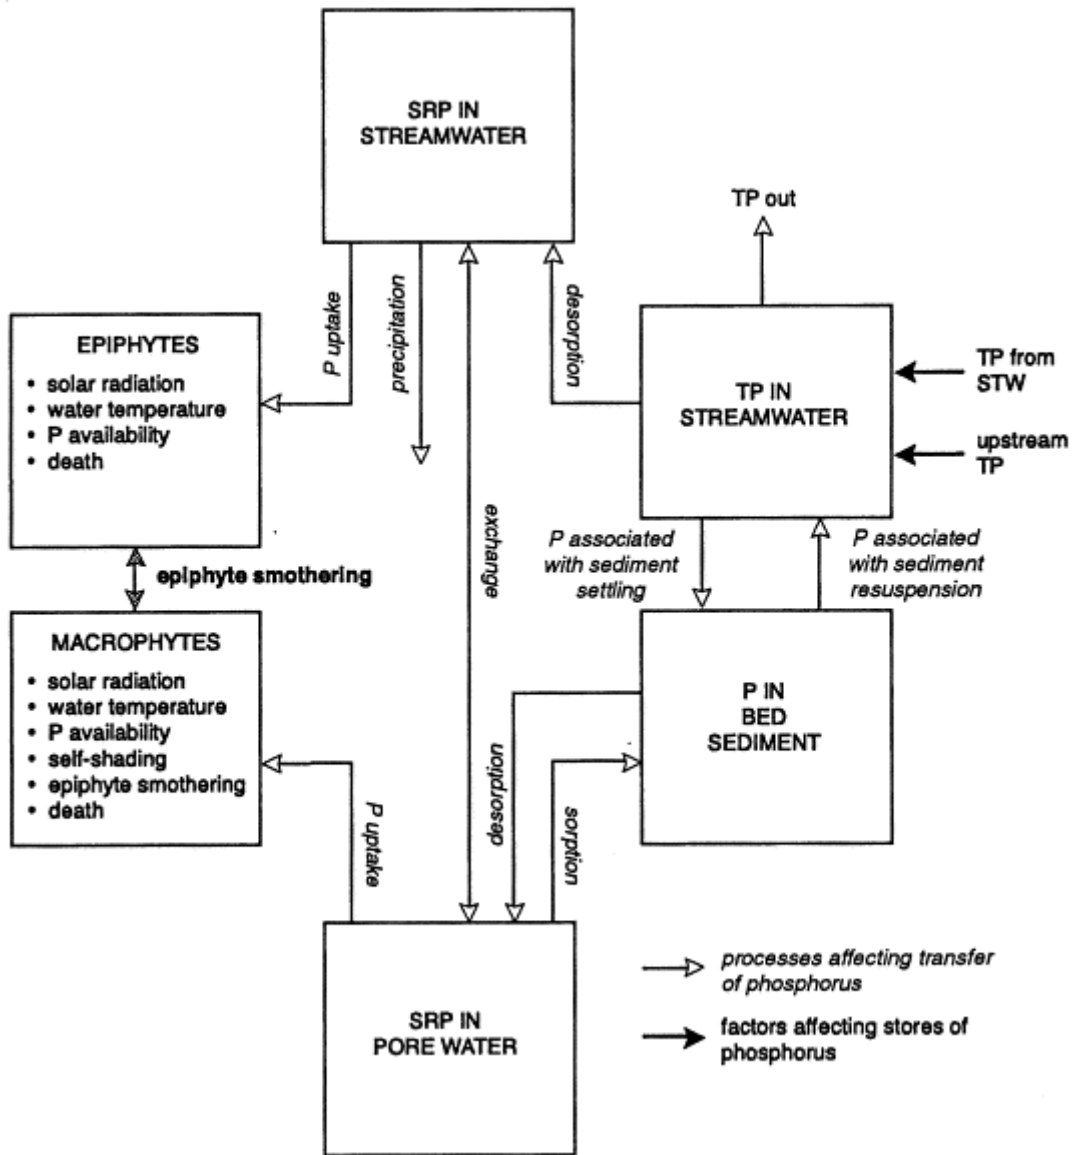 SRP IN
STREAMWATER
TP out
P uptake
precipitation
exchange
desorption
EPIPHYTES
• solar radiation
• water temperature
• P availability
• death
TP IN
STREAMWATER
TP from
STW
upstream
TP
epiphyte smothering
P associated
with sediment
settling
P associated
with sediment
resuspension
MACROPHYTES
• solar radiation
• water temperature
• P availability
• self-shading
• epiphyte smothering
• death
P IN
BED
SEDIMENT
P uptake
desorption
sorption
SRP IN
PORE WATER
processes affecting transfer
of phosphorus
factors affecting stores of
phosphorus